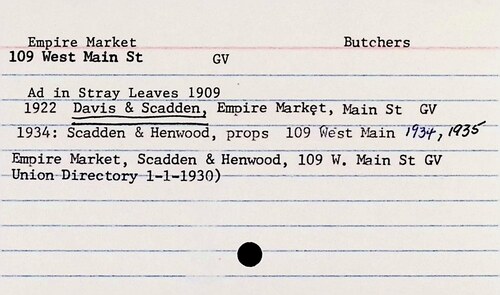 Empire Market Butchers
109 West Main St GV
Ad in Stray Leaves 1909
1922 Davis & Scadden, Empire Market, Main St GV
1934: Scadden & Henwood, props 109 West Main 1934, 1935
Empire Market, Scadden & Henwood, 109 W. Main St GV
Union Directory 1-1-1930)